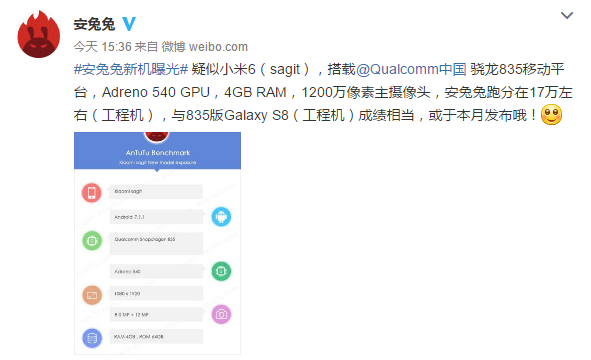 安兔兔
今天 15:36 来自 微博 weibo.com
#安兔兔新机曝光# 疑似小米6（sagit），搭载@Qualcomm中国 骁龙835移动平
台，Adreno 540 GPU，4GB RAM，1200万像素主摄像头，安兔兔跑分在17万左
右（工程机），与835版Galaxy S8（工程机）成绩相当，或于本月发布哦！
AnTuTu Benchmark
Xiaomi sagit New model exposure
Xiaomi sagit
Android 7.1.1
Qualcomm Snapdragon 835
Adreno 540
1080 x 1920
8.0 MP + 12 MP
RAM 4GB , ROM 64GB